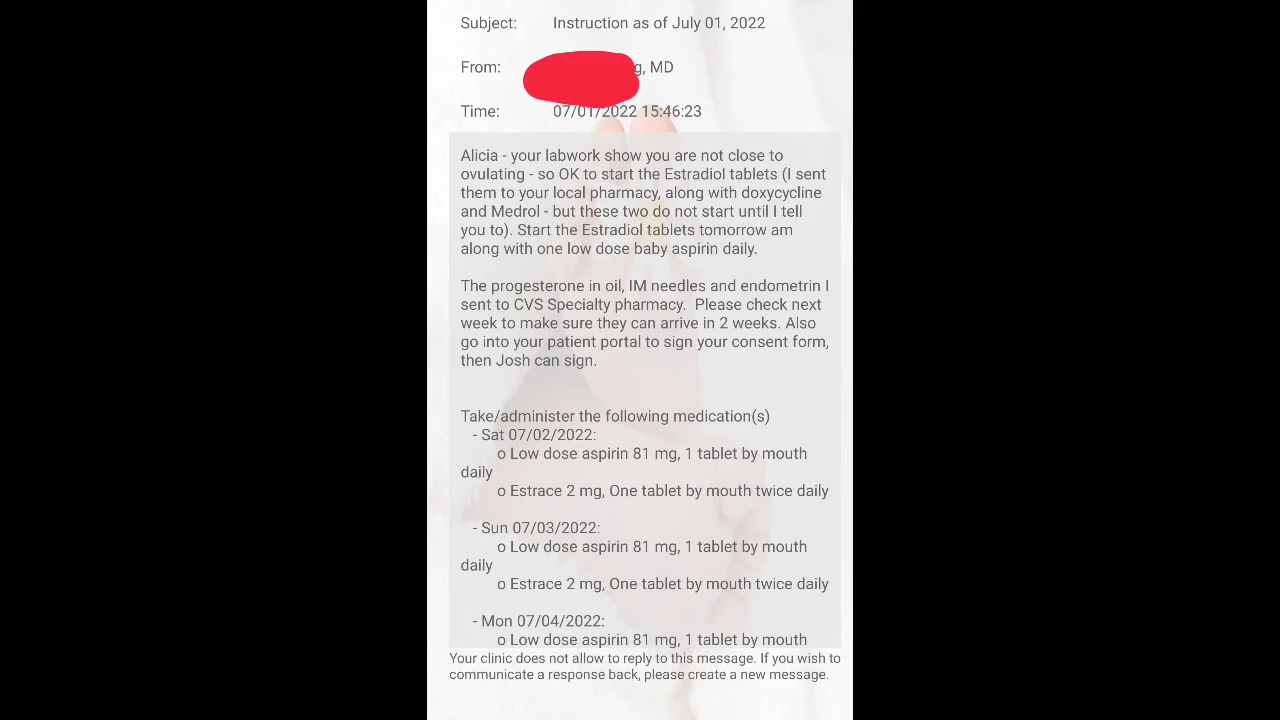 Subject: Instruction as of July 01, 2022
From: g, MD
Time: 07/01/2022 15:46:23
Alicia - your labwork show you are not close to
ovulating - so OK to start the Estradiol tablets (I sent
them to your local pharmacy, along with doxycycline
and Medrol - but these two do not start until I tell
you to). Start the Estradiol tablets tomorrow am
along with one low dose baby aspirin daily.
The progesterone in oil, IM needles and endometrin I
sent to CVS Specialty pharmacy.  Please check next
week to make sure they can arrive in 2 weeks. Also
go into your patient portal to sign your consent form,
then Josh can sign.
Take/administer the following medication(s)
- Sat 07/02/2022:
o Low dose aspirin 81 mg, 1 tablet by mouth
daily
o Estrace 2 mg, One tablet by mouth twice daily
- Sun 07/03/2022:
o Low dose aspirin 81 mg, 1 tablet by mouth
daily
o Estrace 2 mg, One tablet by mouth twice daily
- Mon 07/04/2022:
o Low dose aspirin 81 mg, 1 tablet by mouth
Your clinic does not allow to reply to this message. If you wish to
communicate a response back, please create a new message.